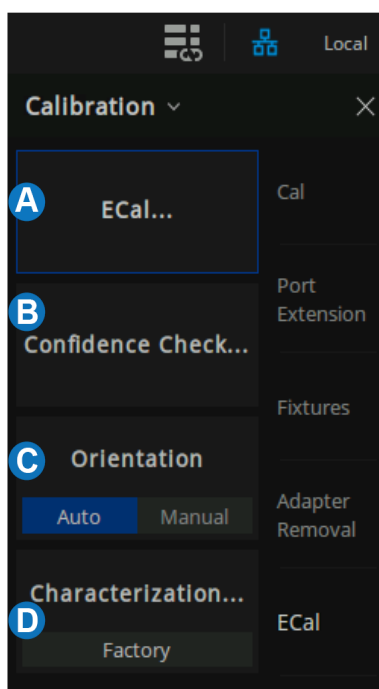 Local
Calibration
A
ECal...
B
Confidence Check...
C
Orientation
Auto
Manual
D
Characterization...
Factory
Cal
Port
Extension
Fixtures
Adapter
Removal
ECal